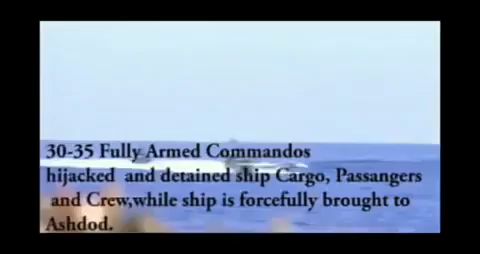 30-35 Fully Armed Commandos
hijacked and detained ship Cargo, Passangers
and Crew,while ship is forcefully brought to
Ashdod.